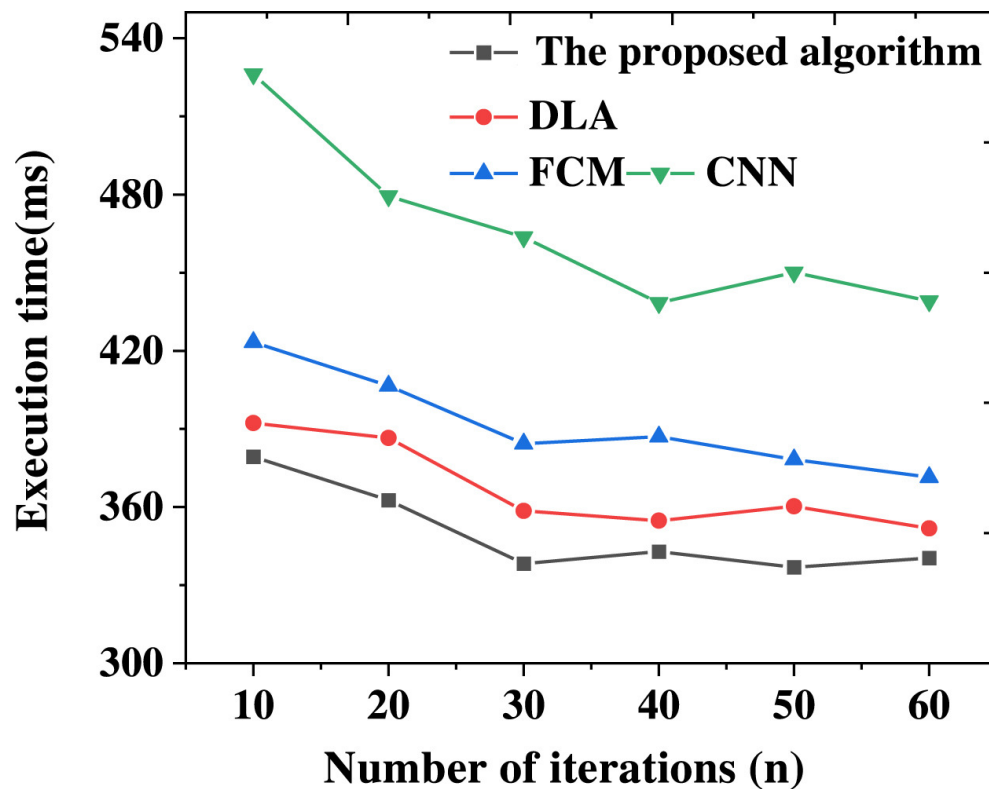 The proposed algorithm
DLA
FCM CNN
Execution time(ms)
540
480
420
360
300
10 20 30 40 50 60
Number of iterations (n)